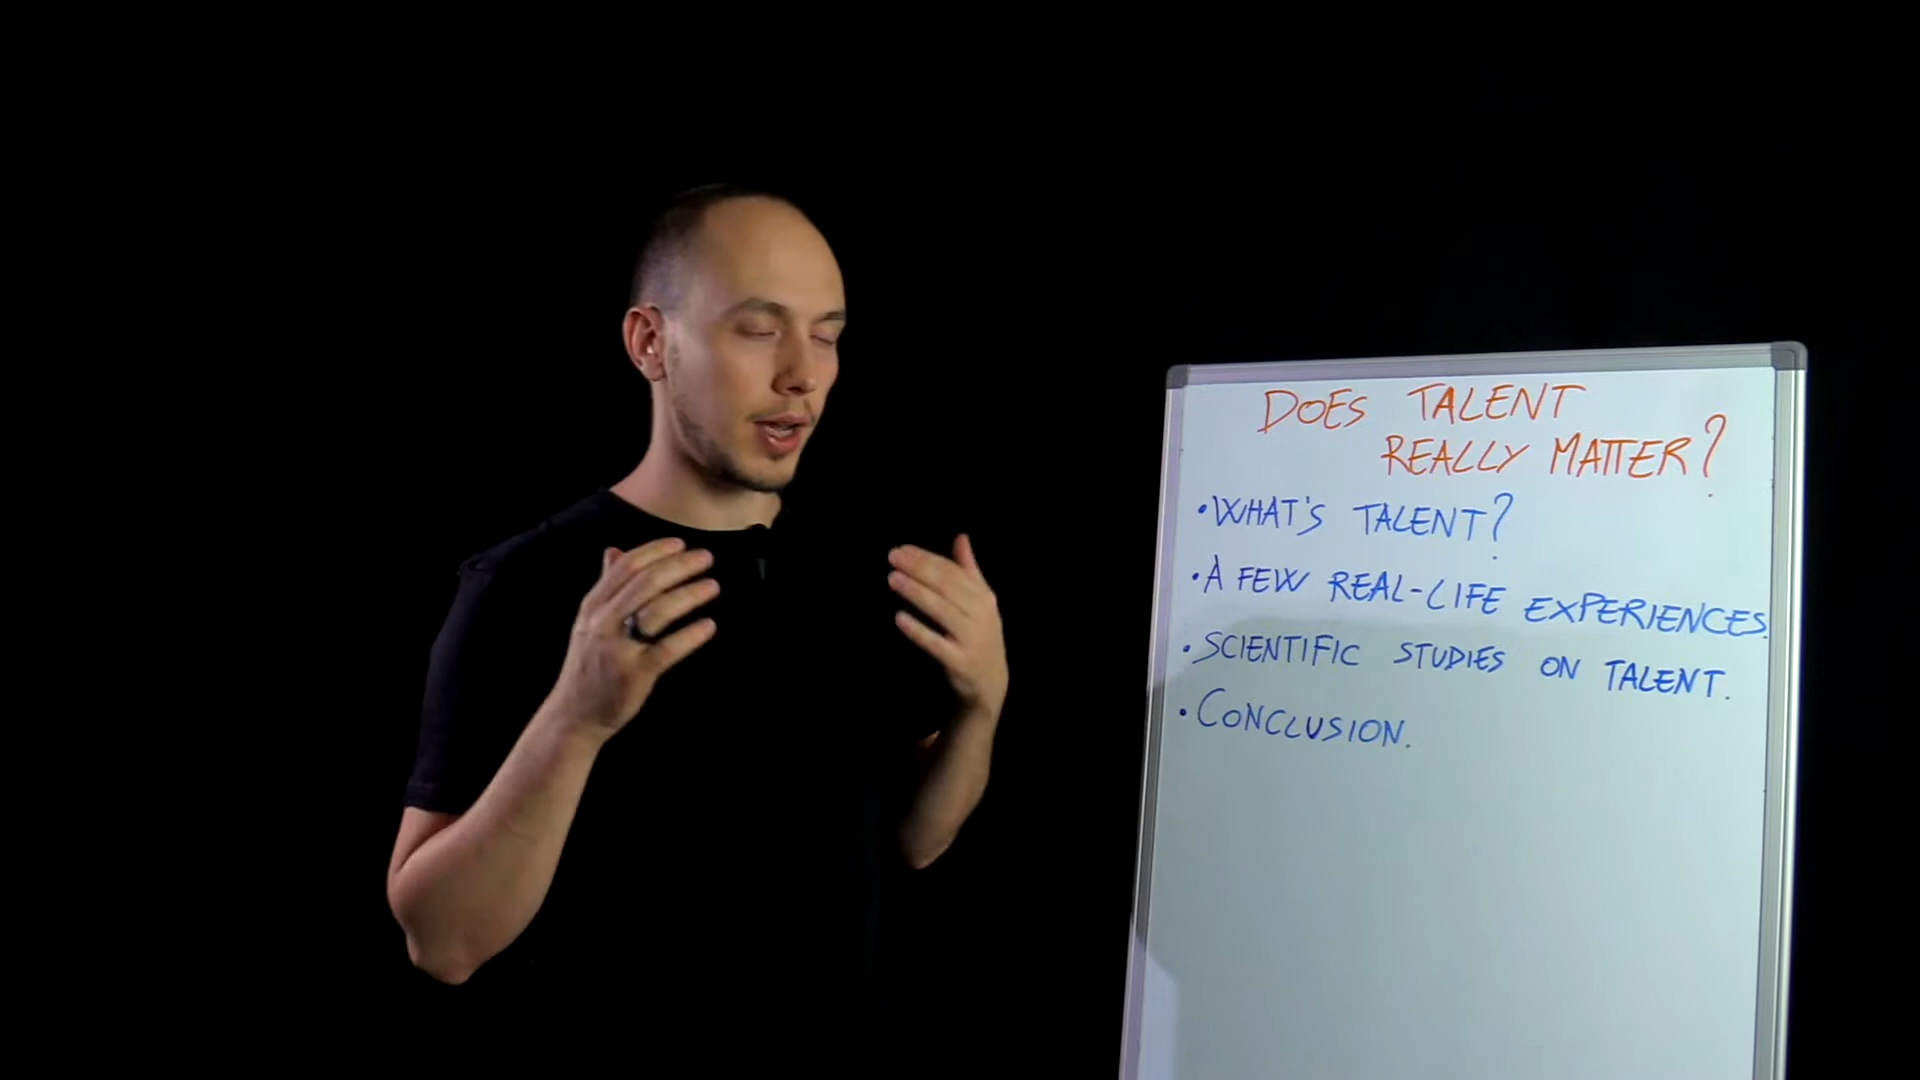 DOES TALENT
REALLY MATTER?
•WHAT'S TALENT?
•A FEW REAL-LIFE EXPERIENCES.
•SCIENTIFIC STUDIES ON TALENT.
•CONCLUSION.